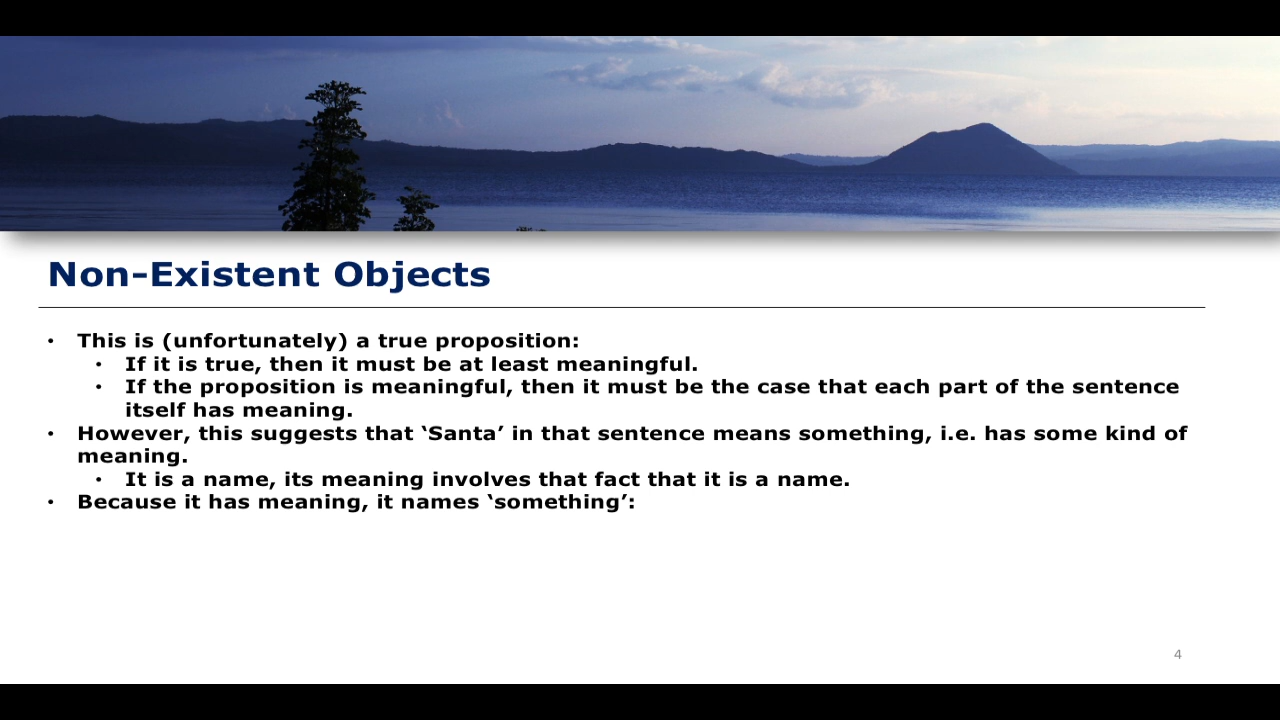 Non-Existent Objects
• This is (unfortunately) a true proposition:
• If it is true, then it must be at least meaningful.
• If the proposition is meaningful, then it must be the case that each part of the sentence
itself has meaning.
• However, this suggests that ‘Santa’ in that sentence means something, i.e. has some kind of
meaning.
• It is a name, its meaning involves that fact that it is a name.
• Because it has meaning, it names ‘something’:
4